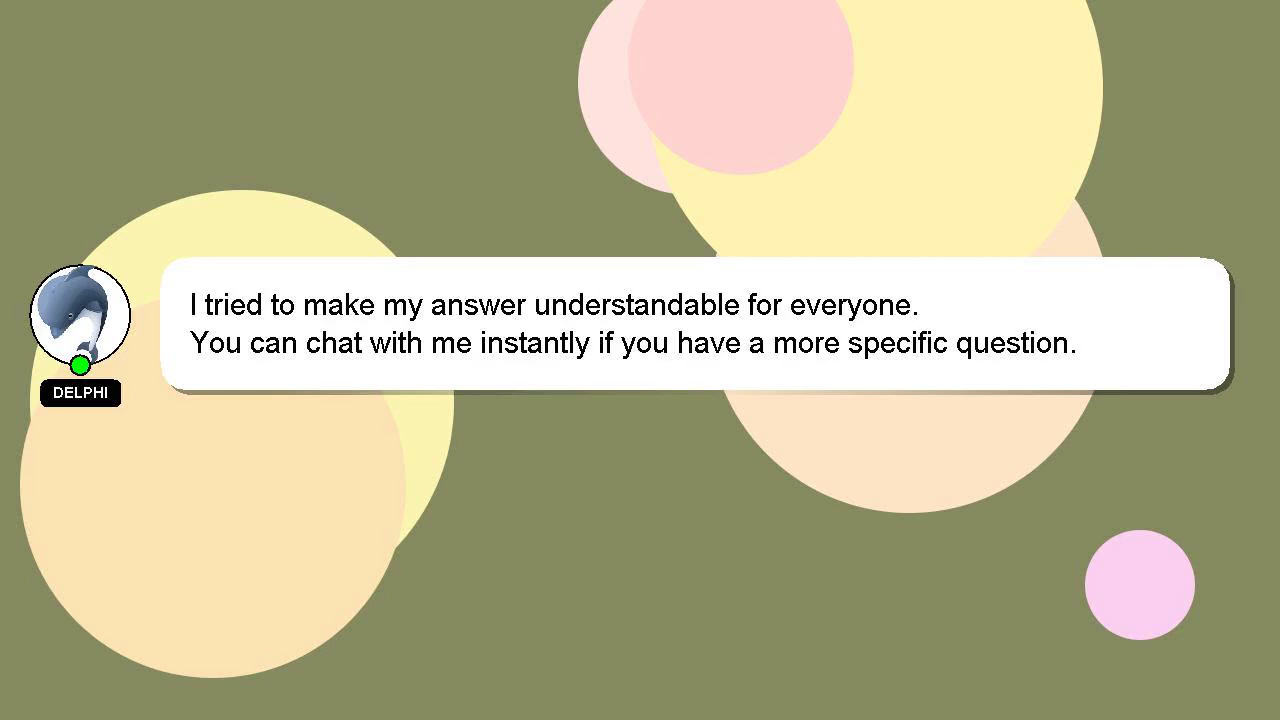 I tried to make my answer understandable for everyone.
You can chat with me instantly if you have a more specific question.
DELPHI